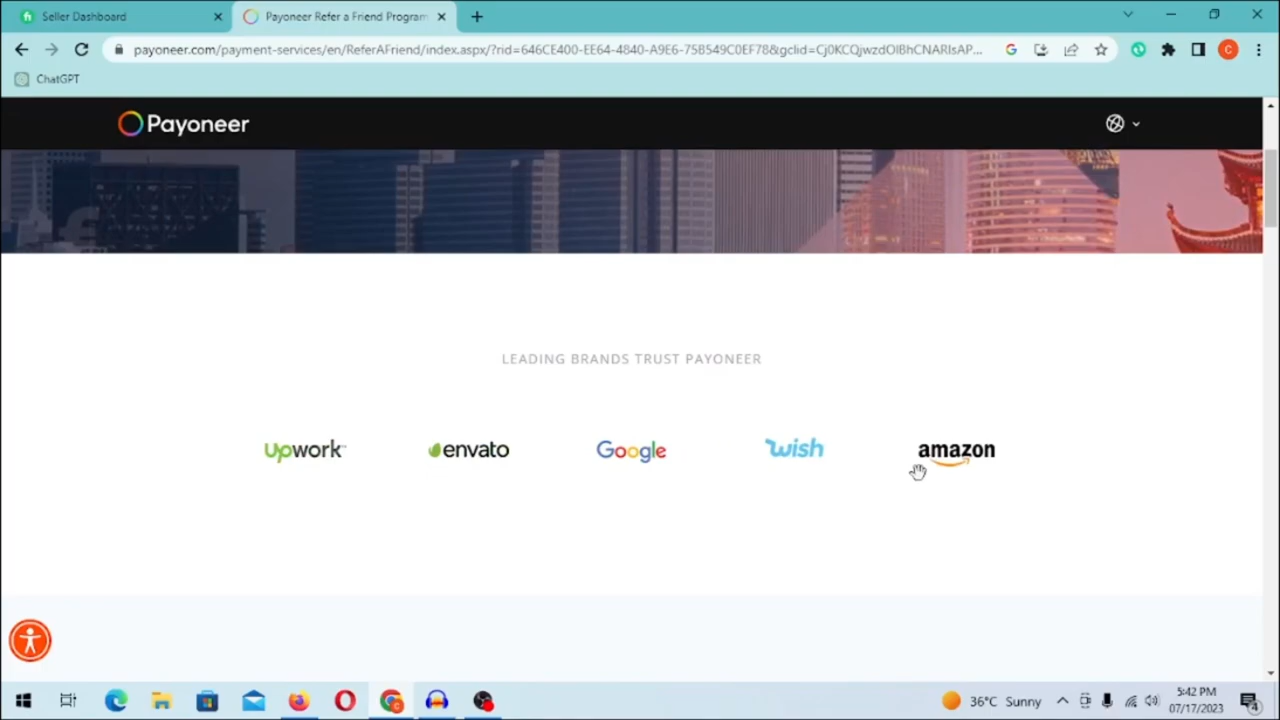 Seller Dashboard
Payoneer Refer a Friend Program
payoneer.com/payment-services/en/ReferAFriend/index.aspx/?rid=646CE400-EE64-4840-A9E6-75B549C0EF78&gclid=Cj0KCQjwzdOlBhCNARIsAP...
ChatGPT
Payoneer
LEADING BRANDS TRUST PAYONEER
upwork™ envato Google wish amazon
36°C Sunny
5:42 PM
07/17/2023
4